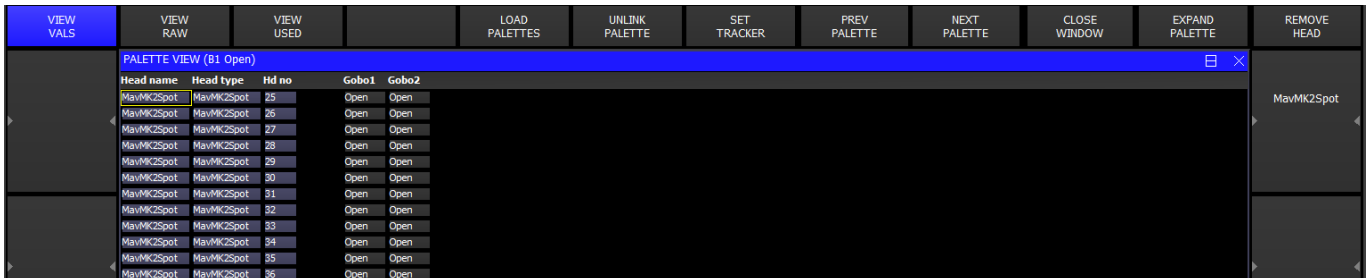 VIEW VALS
VIEW RAW
VIEW USED
LOAD PALETTES
UNLINK PALETTE
SET TRACKER
PREV PALETTE
NEXT PALETTE
CLOSE WINDOW
EXPAND PALETTE
REMOVE HEAD
PALETTE VIEW (B1 Open)
Head name Head type Hd no Gobo1 Gobo2
MavMK2Spot MavMK2Spot 25 Open Open
MavMK2Spot MavMK2Spot 26 Open Open
MavMK2Spot MavMK2Spot 27 Open Open
MavMK2Spot MavMK2Spot 28 Open Open
MavMK2Spot MavMK2Spot 29 Open Open
MavMK2Spot MavMK2Spot 30 Open Open
MavMK2Spot MavMK2Spot 31 Open Open
MavMK2Spot MavMK2Spot 32 Open Open
MavMK2Spot MavMK2Spot 33 Open Open
MavMK2Spot MavMK2Spot 34 Open Open
MavMK2Spot MavMK2Spot 35 Open Open
MavMK2Spot MavMK2Spot 36 Open Open
MavMK2Spot